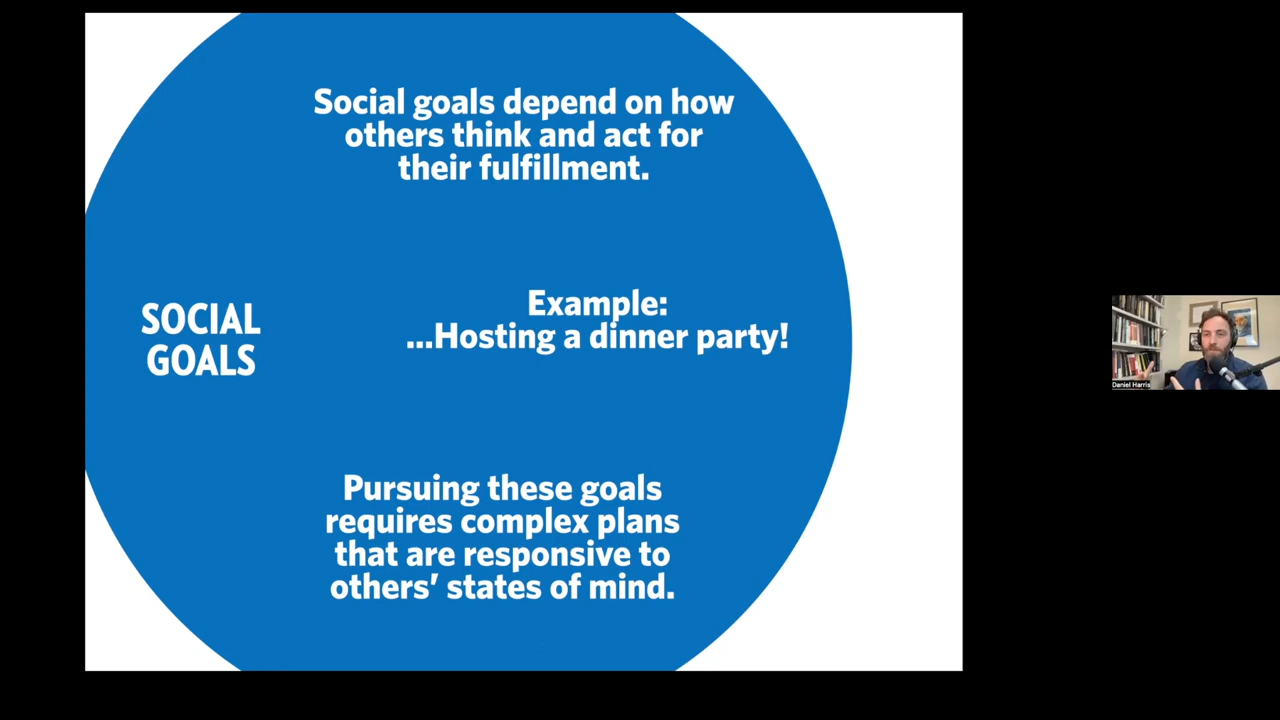 Social goals depend on how
others think and act for
their fulfillment.
SOCIAL
GOALS
Example:
...Hosting a dinner party!
Pursuing these goals
requires complex plans
that are responsive to
others’ states of mind.
Daniel Harris